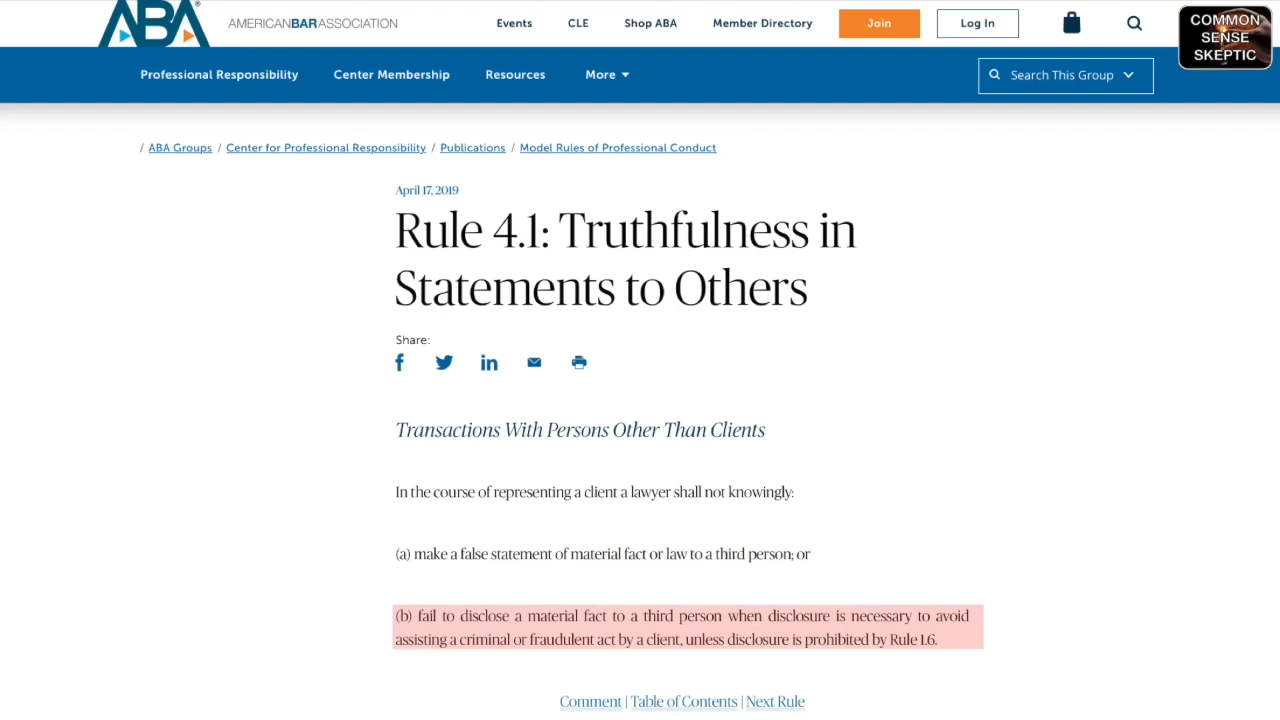 ABA®
AMERICANBARASSOCIATION
Events CLE Shop ABA Member Directory Join Log In
COMMON
SENSE
SKEPTIC
Professional Responsibility Center Membership Resources More Search This Group
/ ABA Groups / Center for Professional Responsibility / Publications / Model Rules of Professional Conduct
April 17, 2019
Rule 4.1: Truthfulness in
Statements to Others
Share:
Transactions With Persons Other Than Clients
In the course of representing a client a lawyer shall not knowingly:
(a) make a false statement of material fact or law to a third person; or
(b) fail to disclose a material fact to a third person when disclosure is necessary to avoid
assisting a criminal or fraudulent act by a client, unless disclosure is prohibited by Rule 1.6.
Comment | Table of Contents | Next Rule